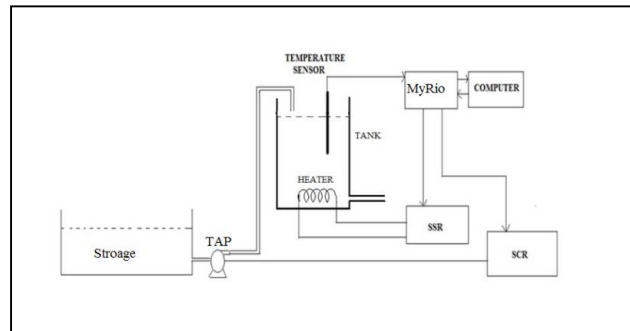 TEMPERATURE
SENSOR
MyRio
COMPUTER
TANK
HEATER
SSR
TAP
Stroage
SCR